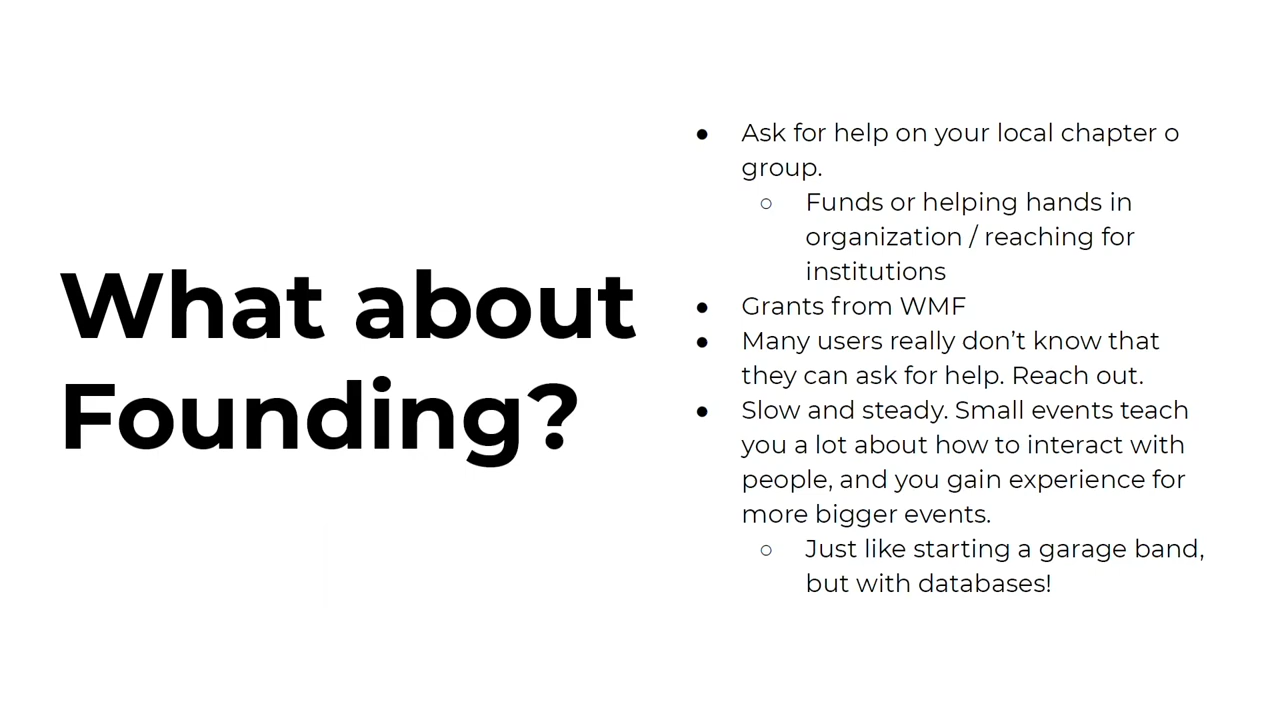 What about
Founding?
● Ask for help on your local chapter o
group.
○ Funds or helping hands in
organization / reaching for
institutions
● Grants from WMF
● Many users really don’t know that
they can ask for help. Reach out.
● Slow and steady. Small events teach
you a lot about how to interact with
people, and you gain experience for
more bigger events.
○ Just like starting a garage band,
but with databases!